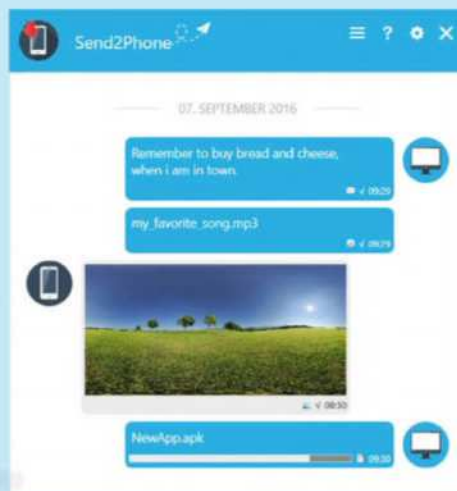 Send2Phone
?
07. SEPTEMBER 2016
Remember to buy bread and cheese,
when i am in town.
09:29
my_favorite_song.mp3
09:29
08:30
NewApp.apk
09:30